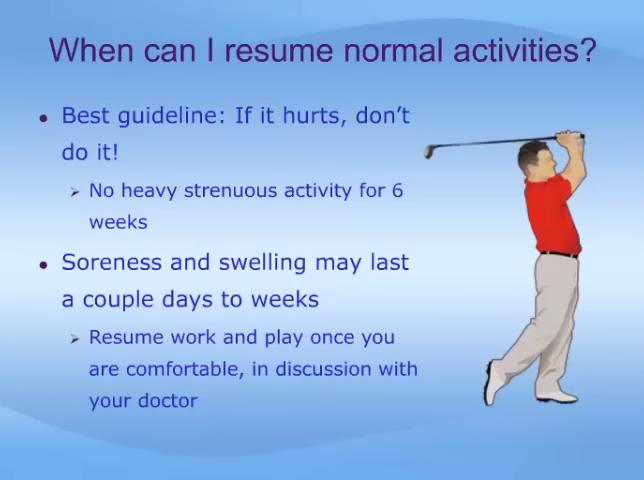 When can I resume normal activities?
Best guideline: If it hurts, don't
do it!
No heavy strenuous activity for 6
weeks
Soreness and swelling may last
a couple days to weeks
Resume work and play once you
are comfortable, in discussion with
your doctor